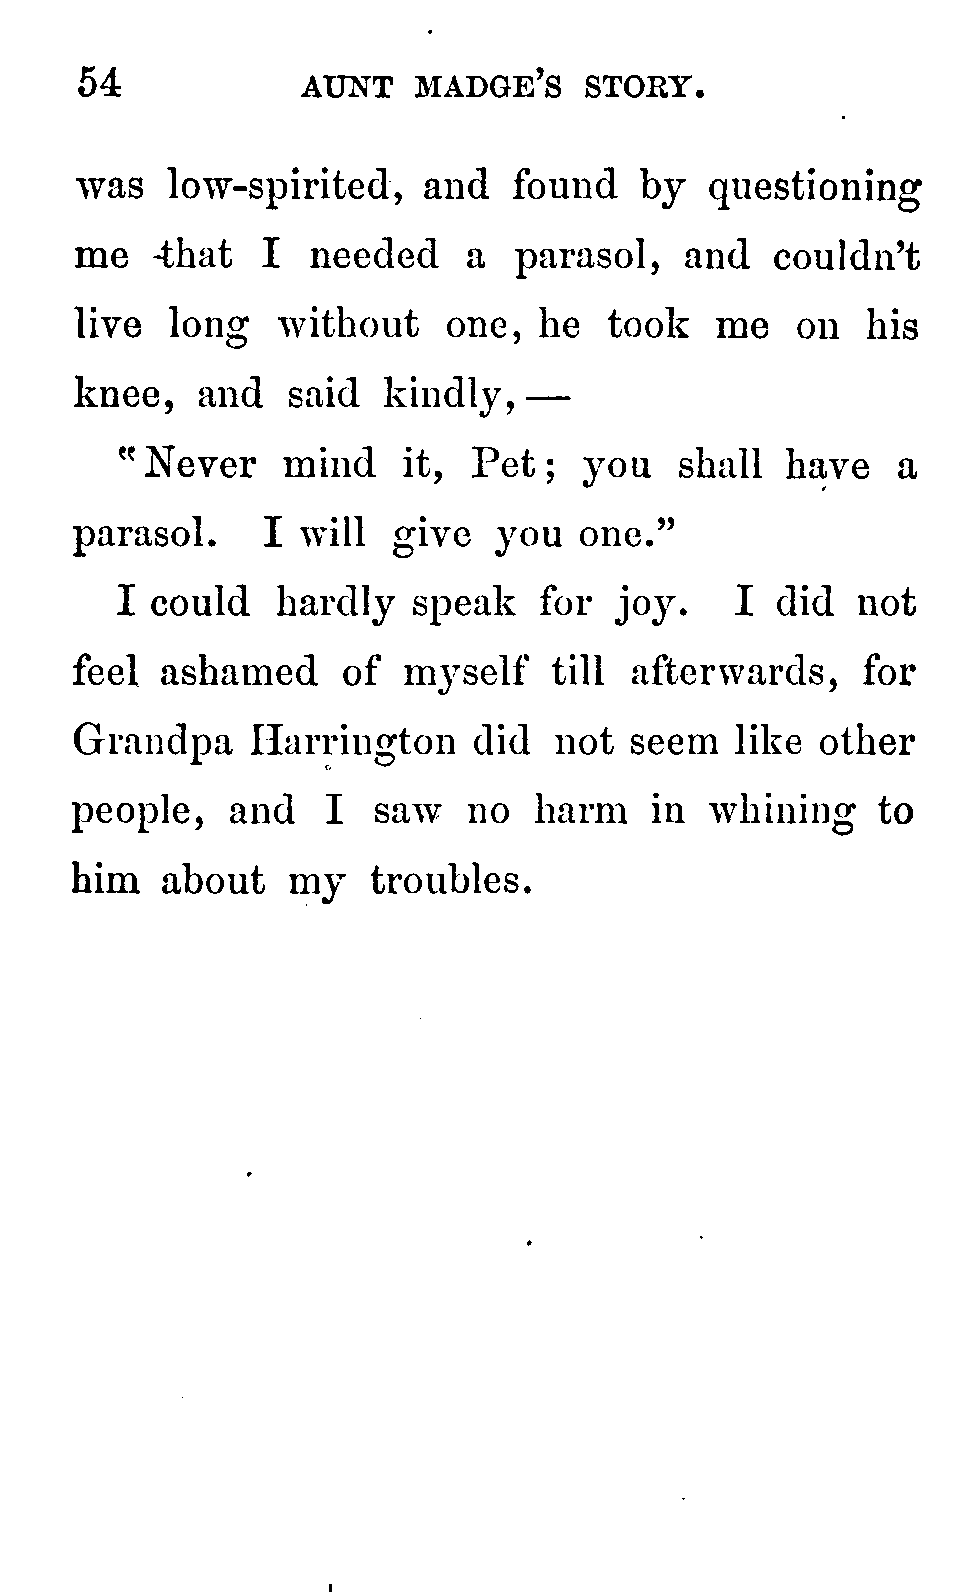 54 AUNT MADGE'S STORY.
was low-spirited, and found by questioning
me that I needed a parasol, and couldn't
live long without one, he took me on his
knee, and said kindly, —
"Never mind it, Pet; you shall have a
parasol. I will give you one."
I could hardly speak for joy. I did not
feel ashamed of myself till afterwards, for
Grandpa Harrington did not seem like other
people, and I saw no harm in whining to
him about my troubles.